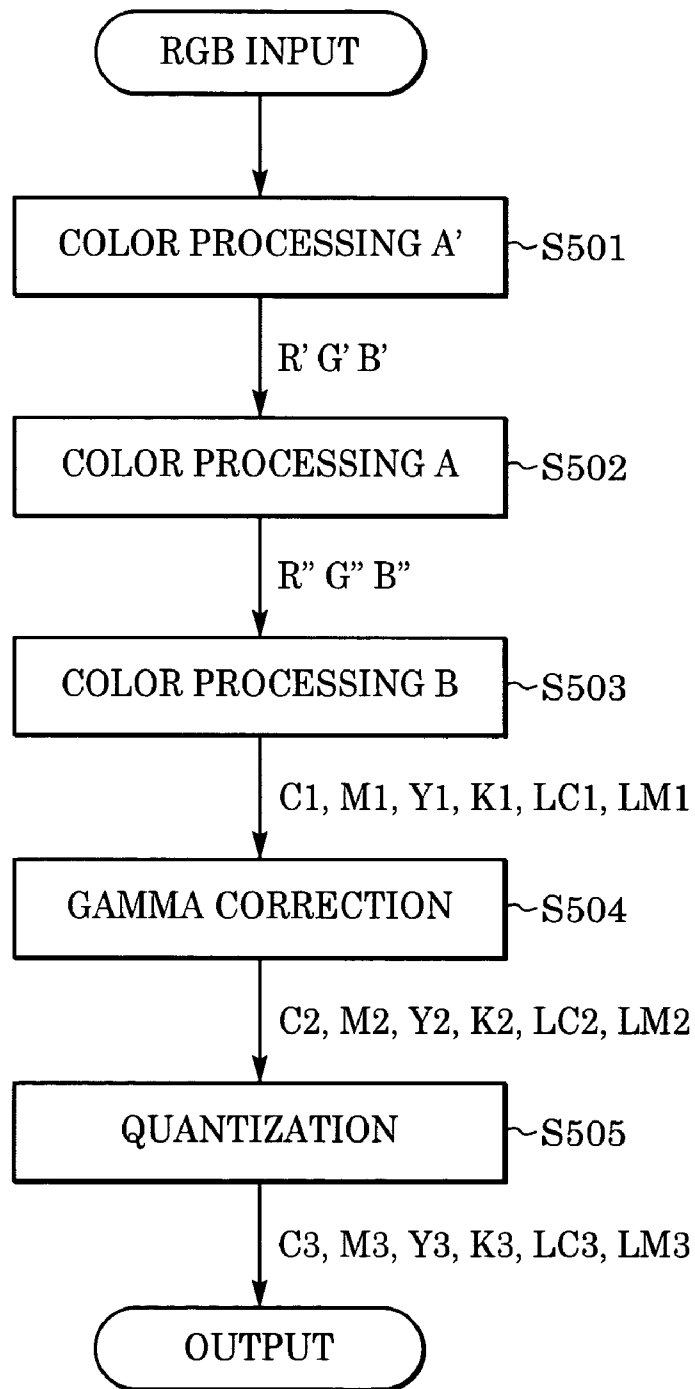 RGB INPUT
COLOR PROCESSING A'
S501
R' G' B'
COLOR PROCESSING A
S502
R” G” B”
COLOR PROCESSING B
S503
C1, M1, Y1, K1, LC1, LM1
GAMMA CORRECTION
S504
C2, M2, Y2, K2, LC2, LM2
QUANTIZATION
S505
C3, M3, Y3, K3, LC3, LM3
OUTPUT